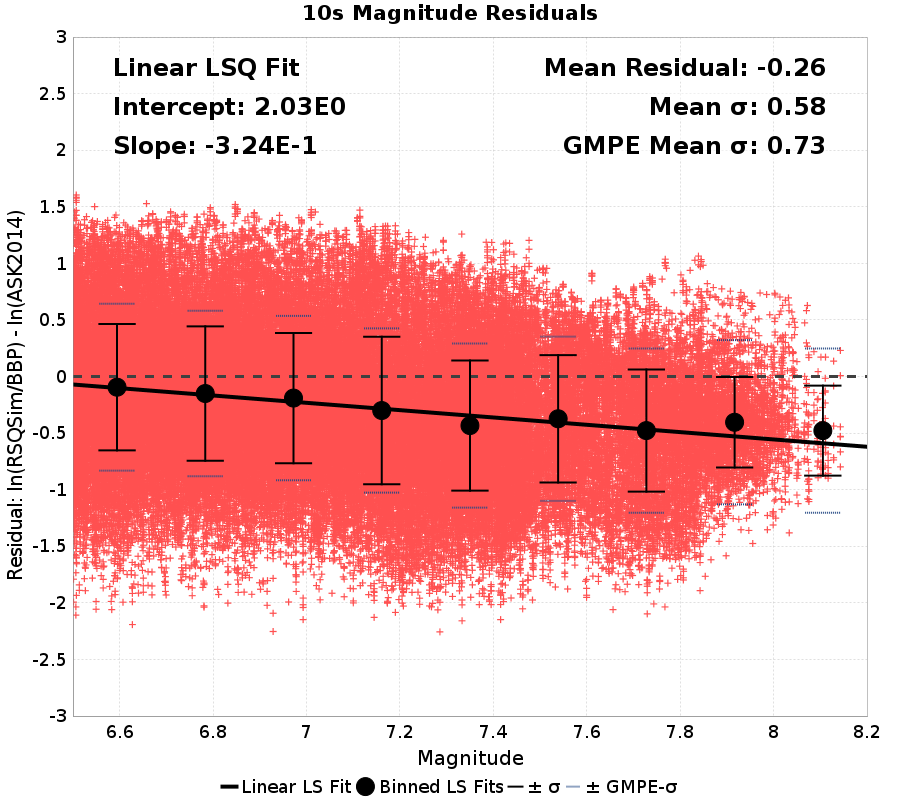 10s Magnitude Residuals
Linear LSQ Fit
Intercept: 2.03E0
Slope: -3.24E-1
Mean Residual: -0.26
Mean σ: 0.58
GMPE Mean σ: 0.73
Residual: ln(RSQSim/BBP) - ln(ASK2014)
3
2.5
2
1.5
1
0.5
0
-0.5
-1
-1.5
-2
-2.5
-3
6.6 6.8 7 7.2 7.4 7.6 7.8 8 8.2
Magnitude
Linear LS Fit Binned LS Fits ± σ ± GMPE-σ